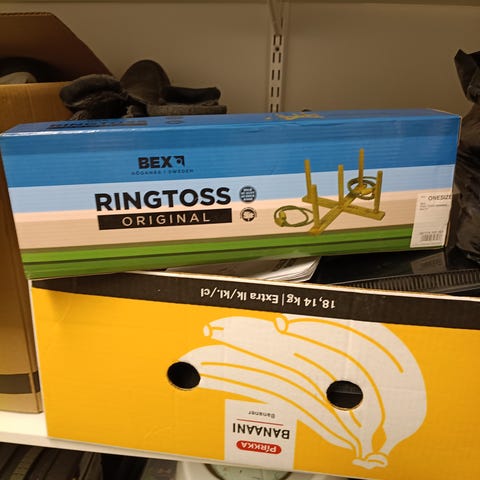 BEX
HÖGANÄS | SWEDEN
RINGTOSS
ORIGINAL
ONESIZE
18,14 kg | Extra lk/kl./cl
PIRKKA
BANAANI
Bananer